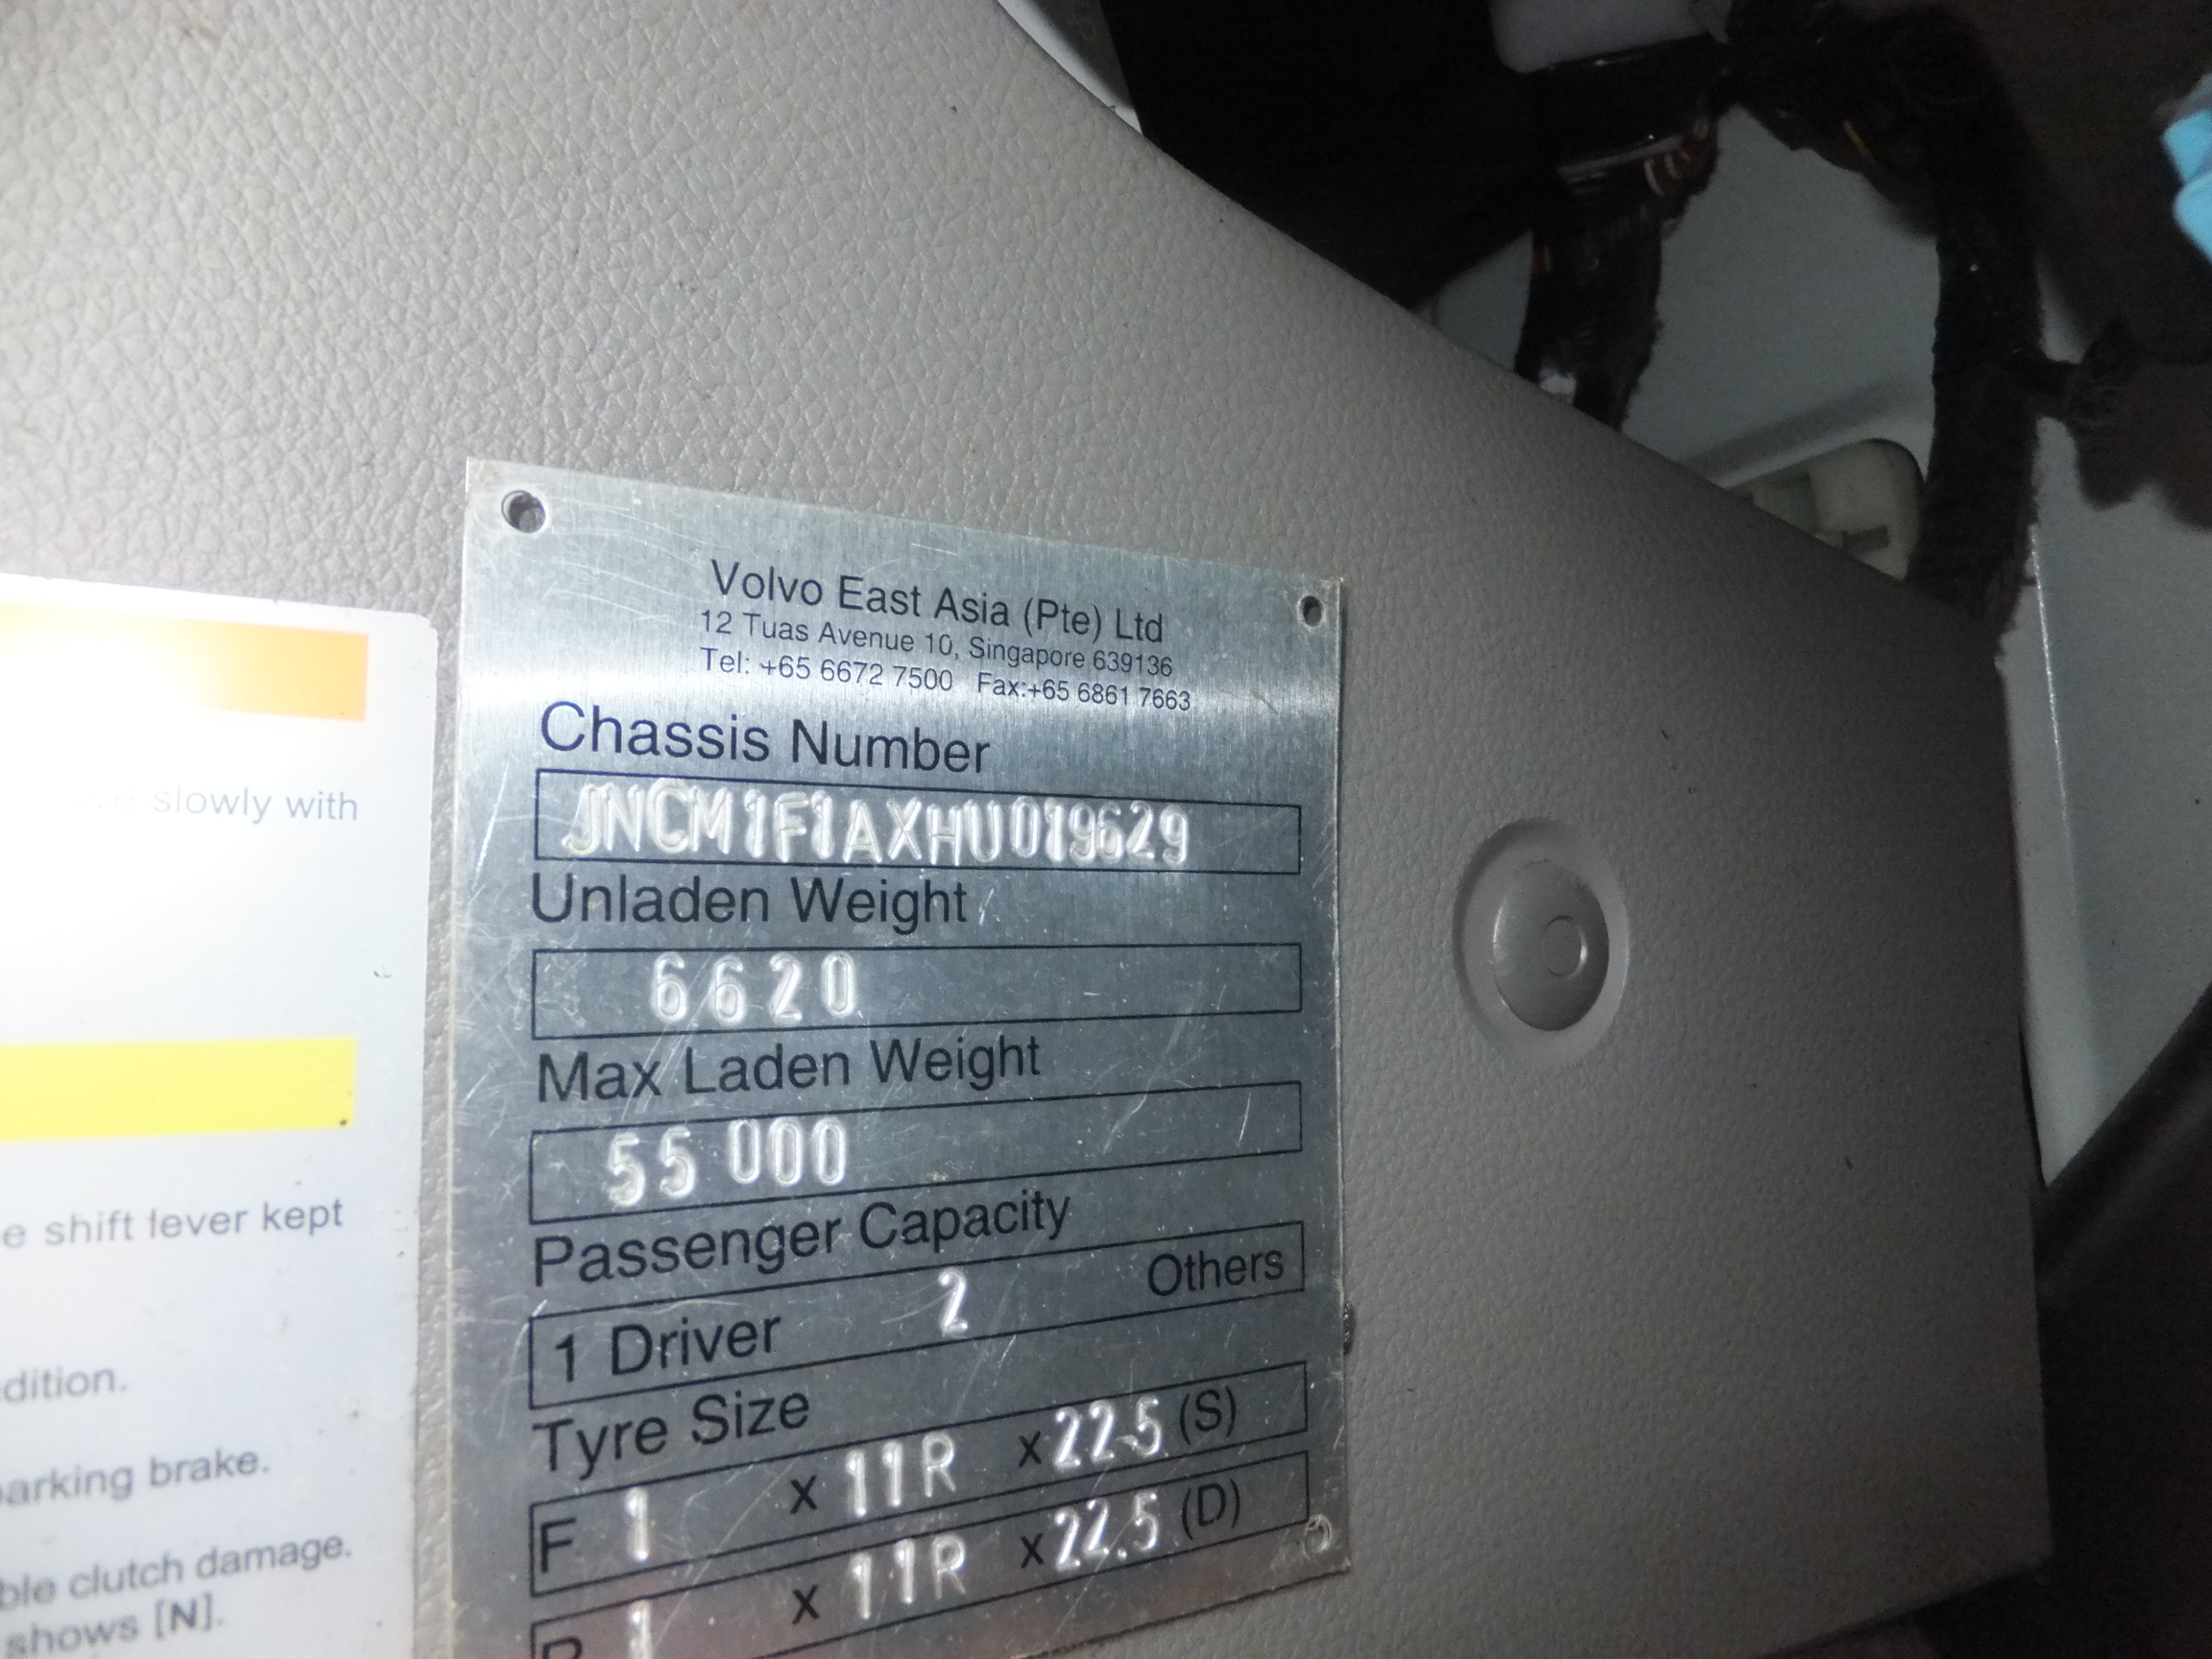 Volvo East Asia (Pte) Ltd
12 Tuas Avenue 10, Singapore 639136
Tel: +65 6672 7500 Fax:+65 6861 7663
Chassis Number
JNCM1F1AXHU019629
Unladen Weight
6620
Max Laden Weight
55 000
Passenger Capacity
1 Driver 2 Others
Tyre Size
F 1 x 11R x 22.5 (S)
R 1 x 11R x 22.5 (D)
slowly with
e shift lever kept
dition.
parking brake.
ble clutch damage.
shows [N].